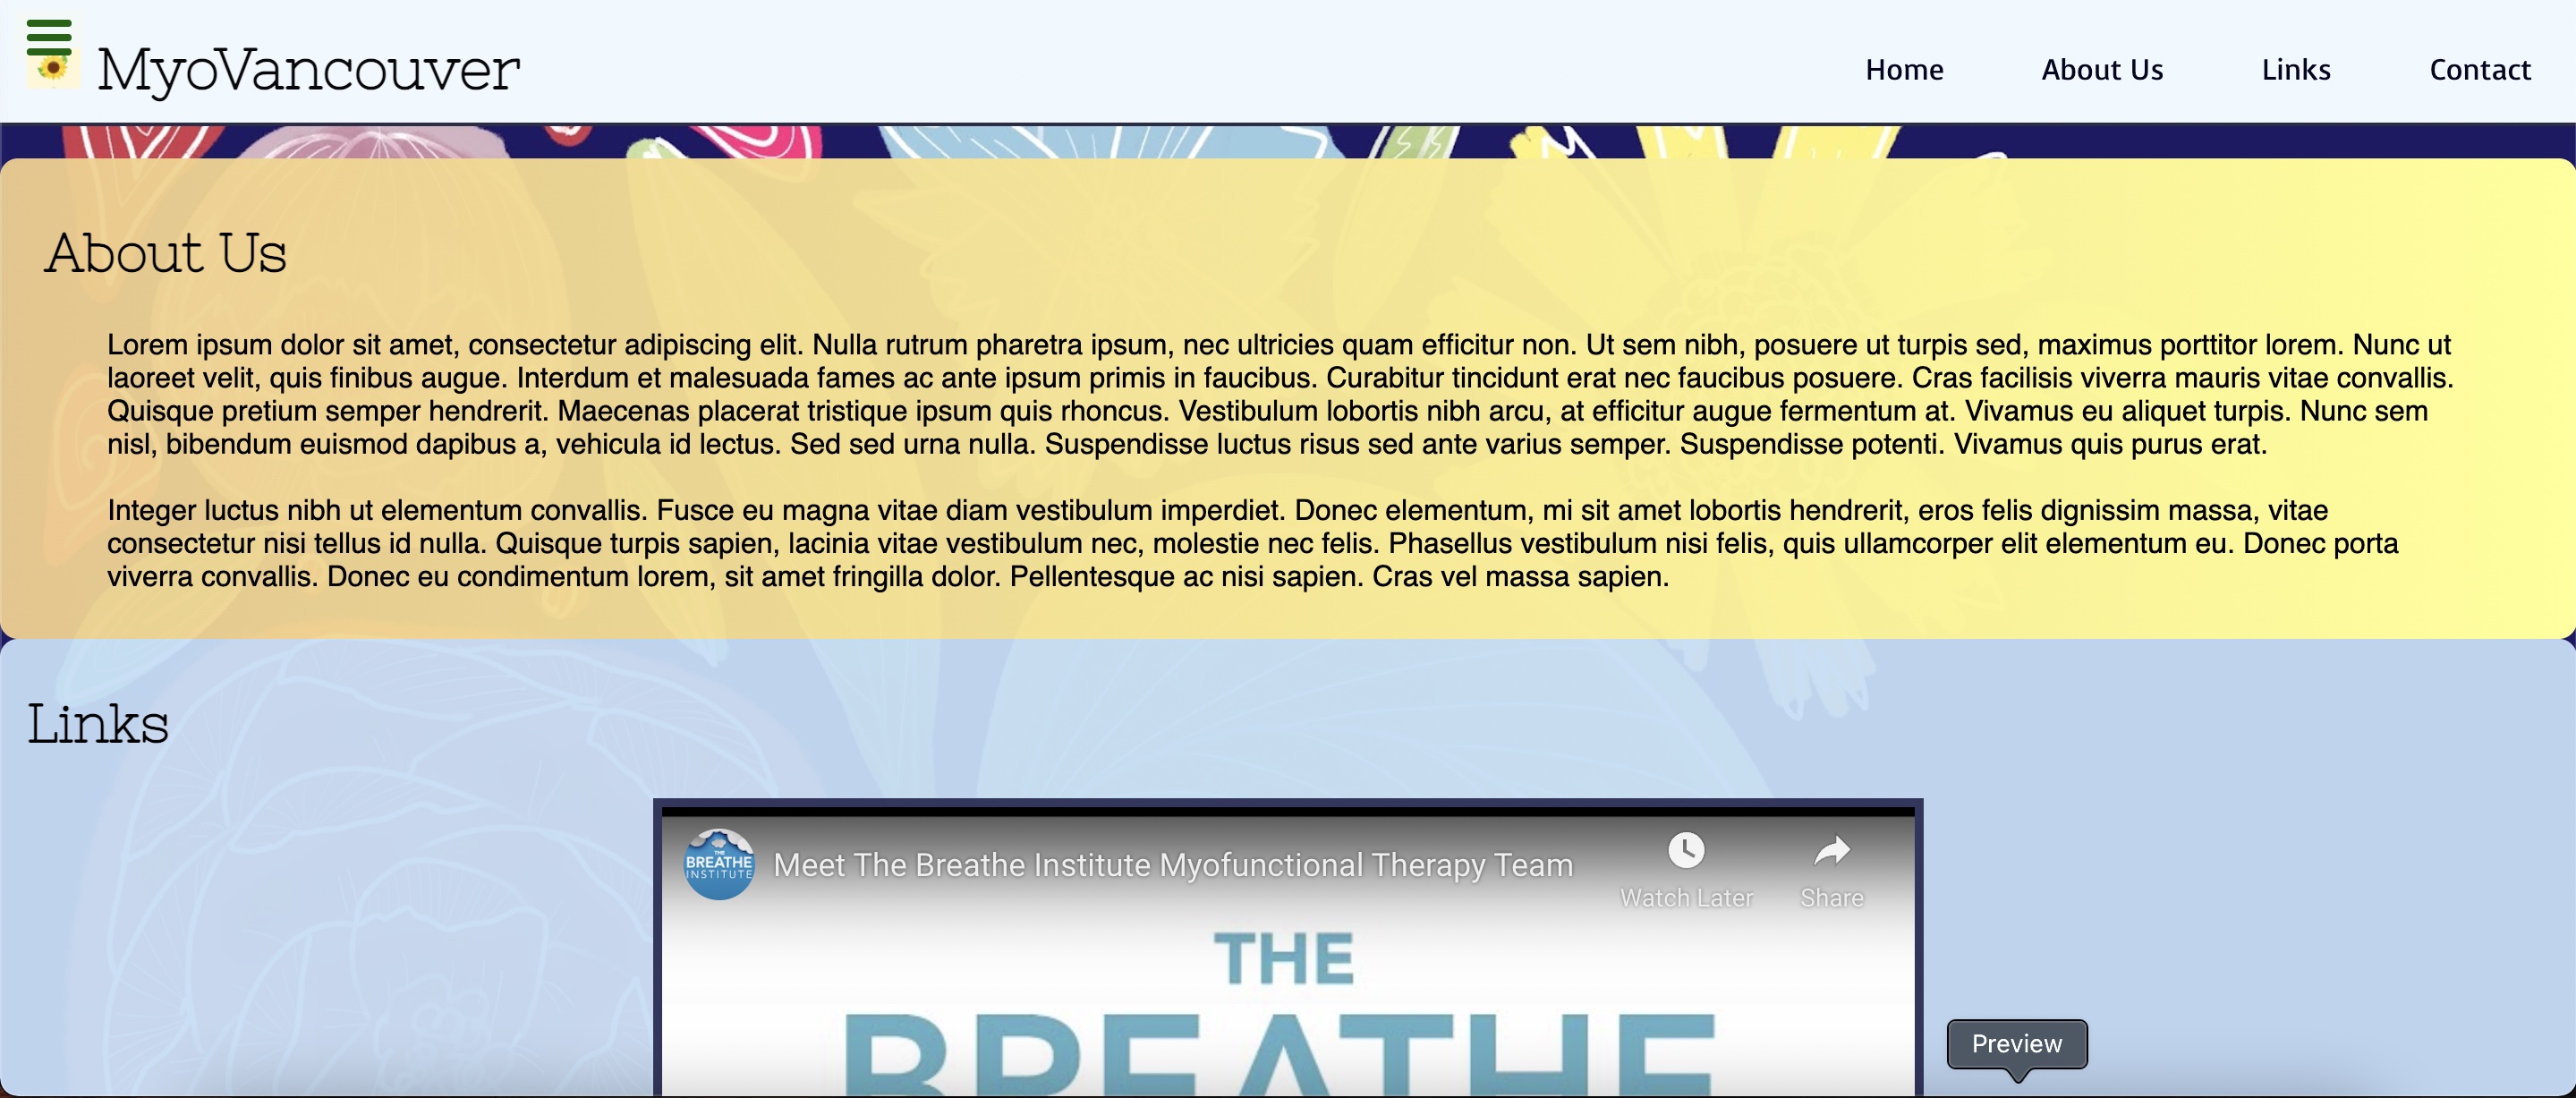 MyoVancouver
Home
About Us
Links
Contact
About Us
Lorem ipsum dolor sit amet, consectetur adipiscing elit. Nulla rutrum pharetra ipsum, nec ultricies quam efficitur non. Ut sem nibh, posuere ut turpis sed, maximus porttitor lorem. Nunc ut
laoreet velit, quis finibus augue. Interdum et malesuada fames ac ante ipsum primis in faucibus. Curabitur tincidunt erat nec faucibus posuere. Cras facilisis viverra mauris vitae convallis.
Quisque pretium semper hendrerit. Maecenas placerat tristique ipsum quis rhoncus. Vestibulum lobortis nibh arcu, at efficitur augue fermentum at. Vivamus eu aliquet turpis. Nunc sem
nisl, bibendum euismod dapibus a, vehicula id lectus. Sed sed urna nulla. Suspendisse luctus risus sed ante varius semper. Suspendisse potenti. Vivamus quis purus erat.
Integer luctus nibh ut elementum convallis. Fusce eu magna vitae diam vestibulum imperdiet. Donec elementum, mi sit amet lobortis hendrerit, eros felis dignissim massa, vitae
consectetur nisi tellus id nulla. Quisque turpis sapien, lacinia vitae vestibulum nec, molestie nec felis. Phasellus vestibulum nisi felis, quis ullamcorper elit elementum eu. Donec porta
viverra convallis. Donec eu condimentum lorem, sit amet fringilla dolor. Pellentesque ac nisi sapien. Cras vel massa sapien.
Links
THE
BREATHE
INSTITUTE
Meet The Breathe Institute Myofunctional Therapy Team
Watch Later
Share
THE
BREATHE
Preview